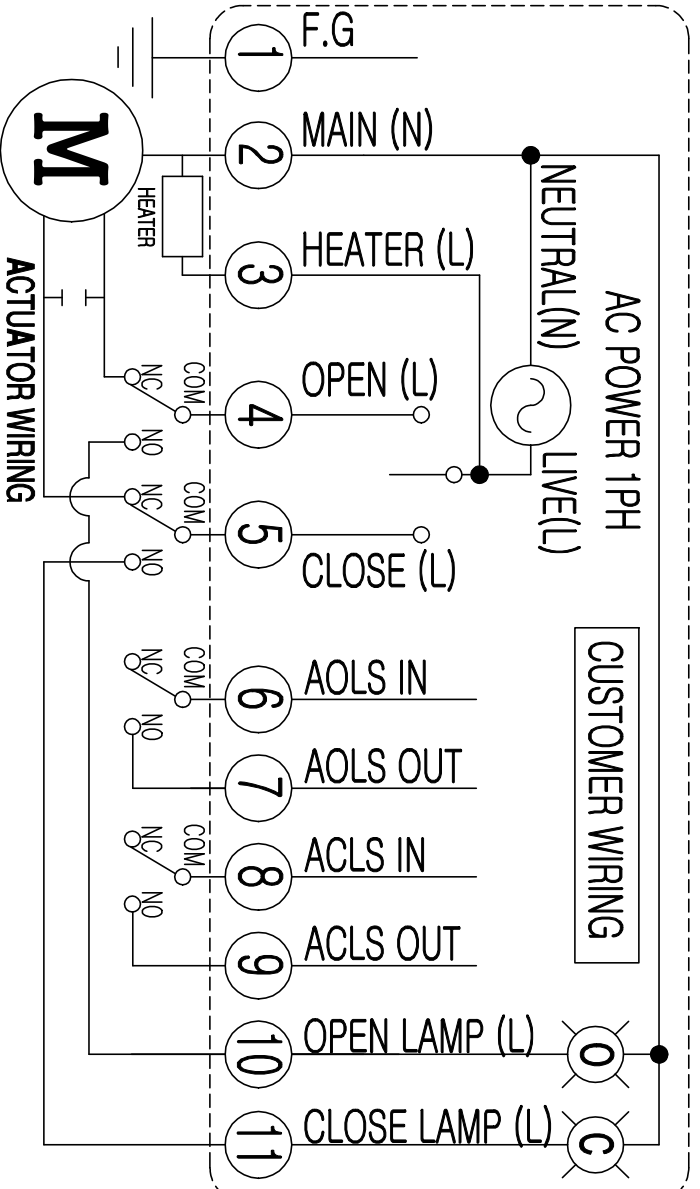 F.G
1
MAIN (N)
2
HEATER (L)
3
OPEN (L)
4
CLOSE (L)
5
AOLS IN
6
AOLS OUT
7
ACLS IN
8
ACLS OUT
9
OPEN LAMP (L)
10
CLOSE LAMP (L)
11
NEUTRAL(N)
LIVE(L)
AC POWER 1PH
CUSTOMER WIRING
O
C
M
HEATER
ACTUATOR WIRING
COM
NC
NO
COM
NC
NO
COM
NC
NO
COM
NC
NO